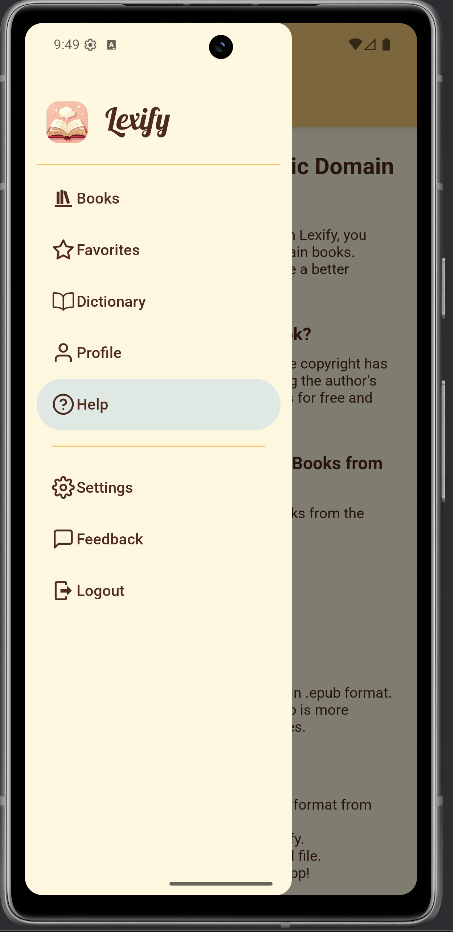 9:49 A
Lexify
ic Domain
Books
n Lexify, you
Favorites
ain books.
e a better
Dictionary
ok?
Profile
e copyright has
g the author's
Help
s for free and
Books from
Settings
ks from the
Feedback
Logout
n .epub format.
o is more
es.
format from
fy.
l file.
pp!